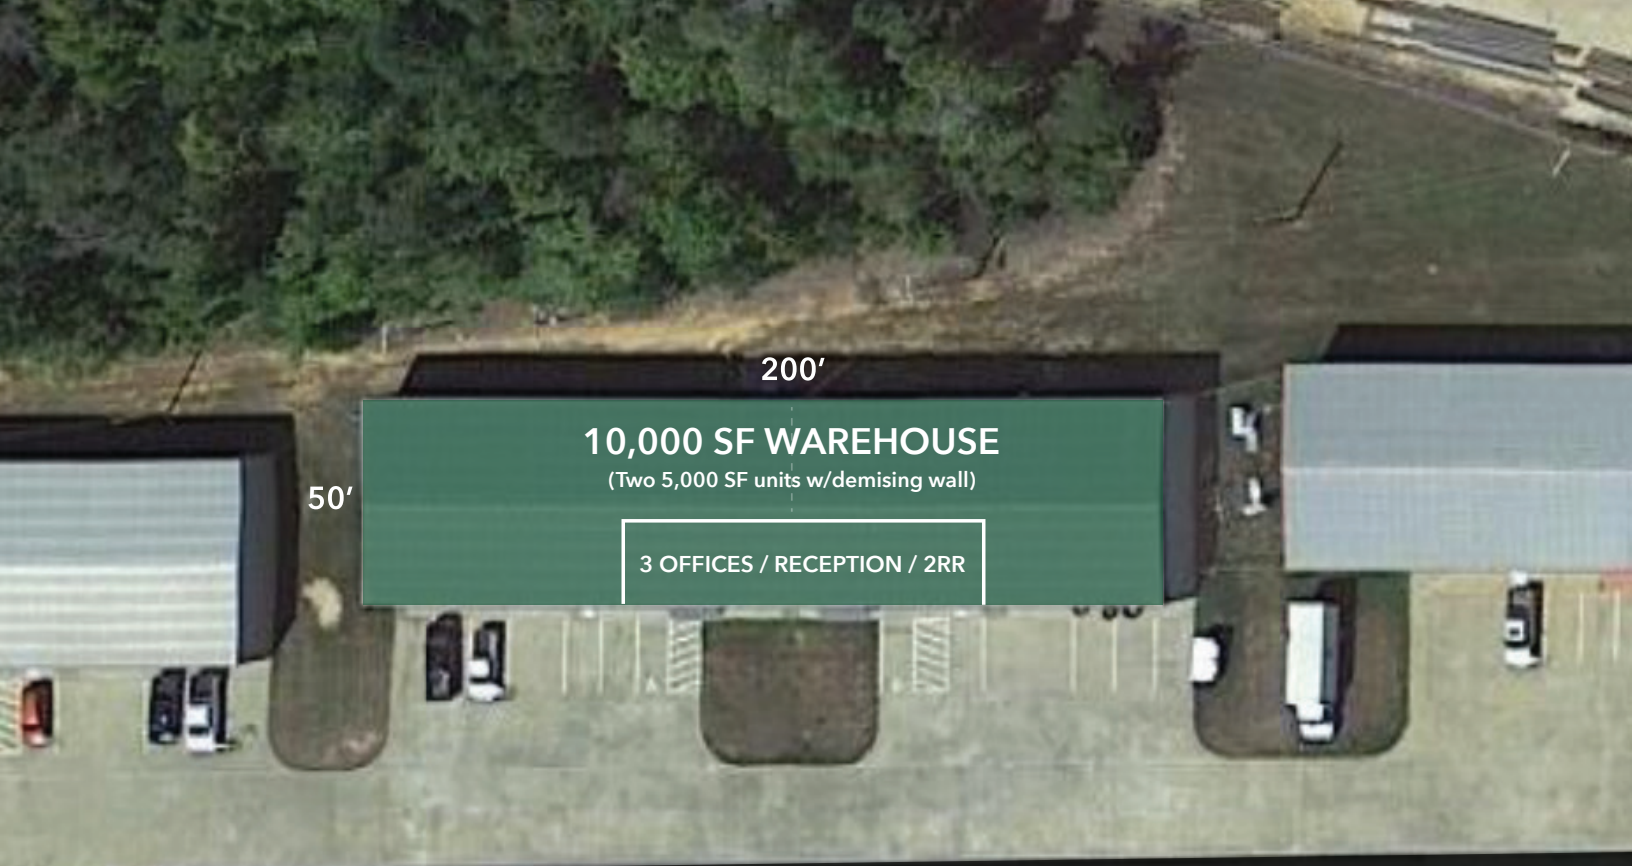 200’
10,000 SF WAREHOUSE
(Two 5,000 SF units w/demising wall)
50’
3 OFFICES / RECEPTION / 2RR